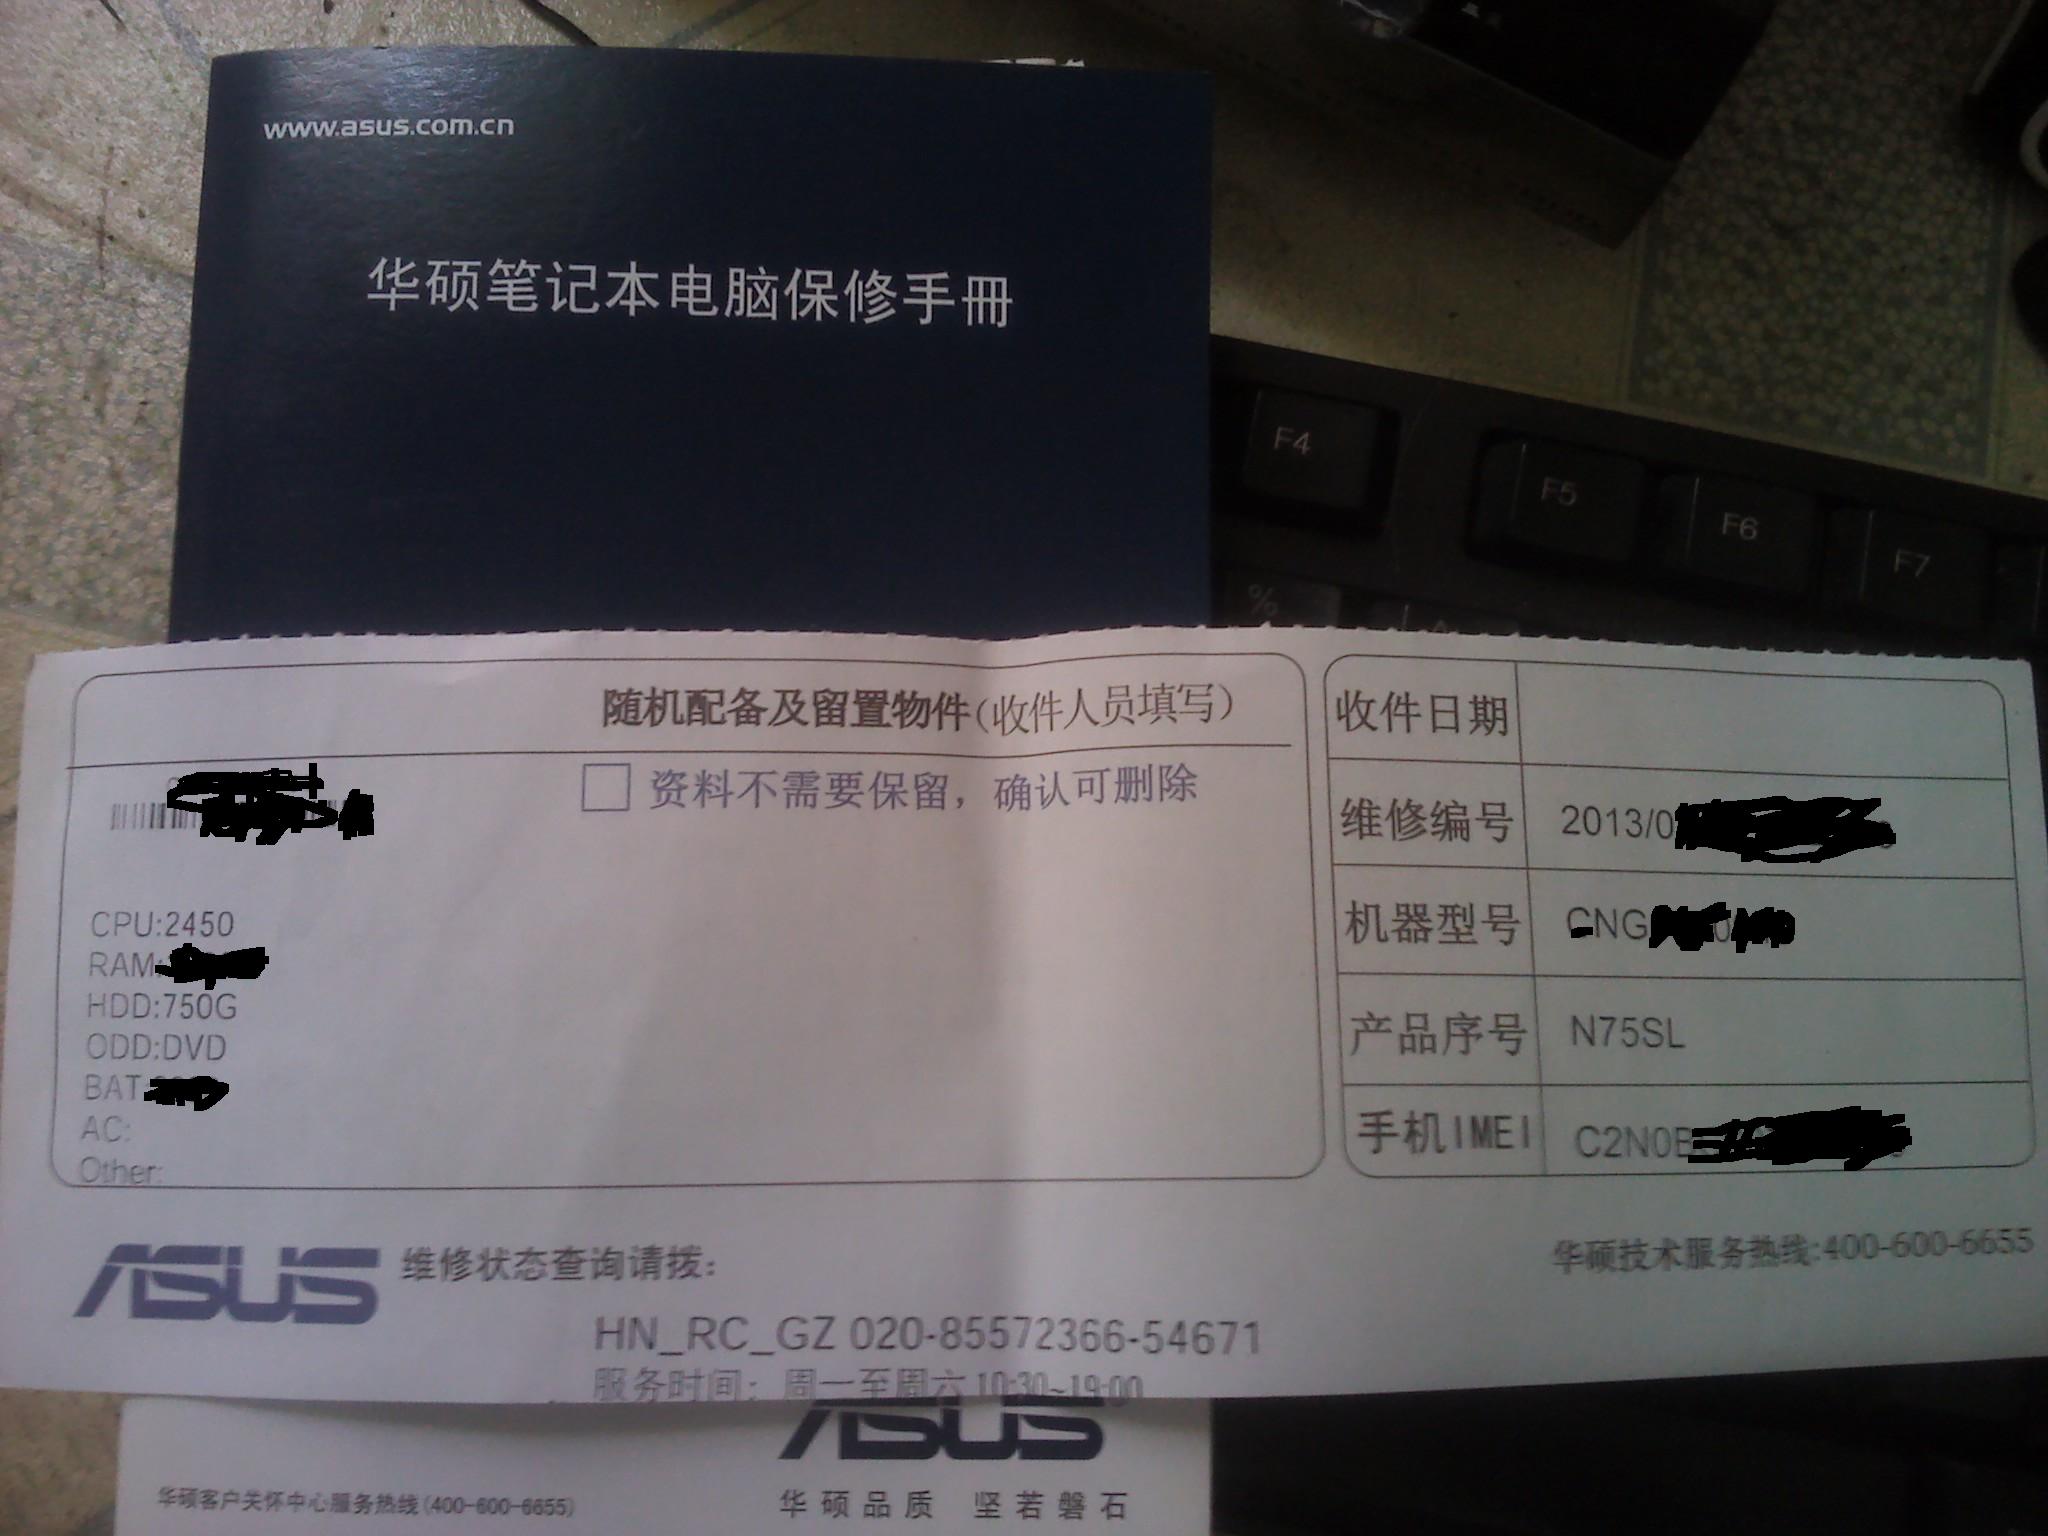 www.asus.com.cn
华硕笔记本电脑保修手冊
F4
F5
F6
F7
%
随机配备及留置物件(收件人员填写)
资料不需要保留，确认可删除
CPU:2450
RAM:
HDD:750G
ODD:DVD
BAT:
AC:
Other:
收件日期
维修编号 2013/0
机器型号 CNG
产品序号 N75SL
手机IMEI C2N0B
ASUS 维修状态查询请拨：
华硕技术服务热线:400-600-6655
HN_RC_GZ 020-85572366-54671
服务时间：周一至周六 10:30~19:00
ASUS
华硕客户关怀中心服务热线(400-600-6655)
华硕品质 坚若磐石